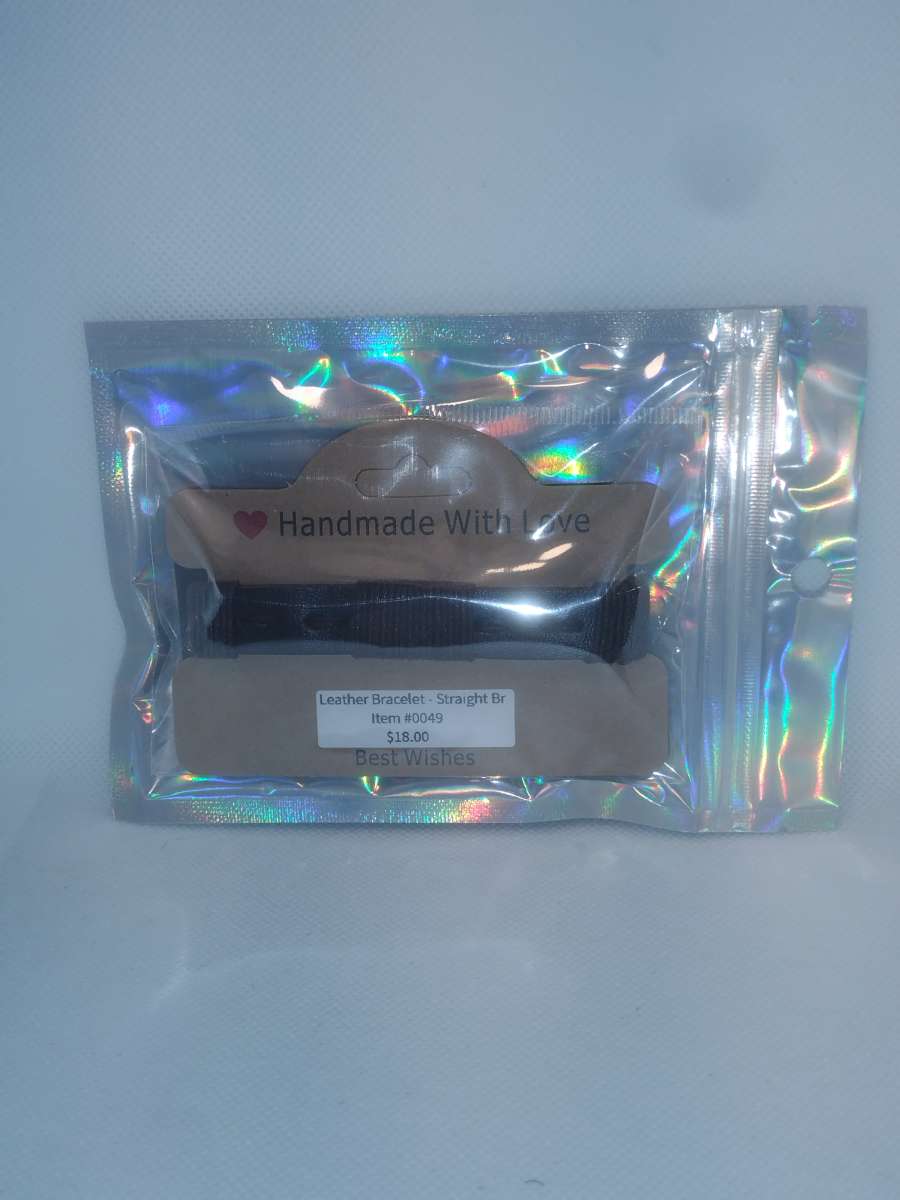 Handmade With Love
Leather Bracelet - Straight Br
Item #0049
$18.00
Best Wishes